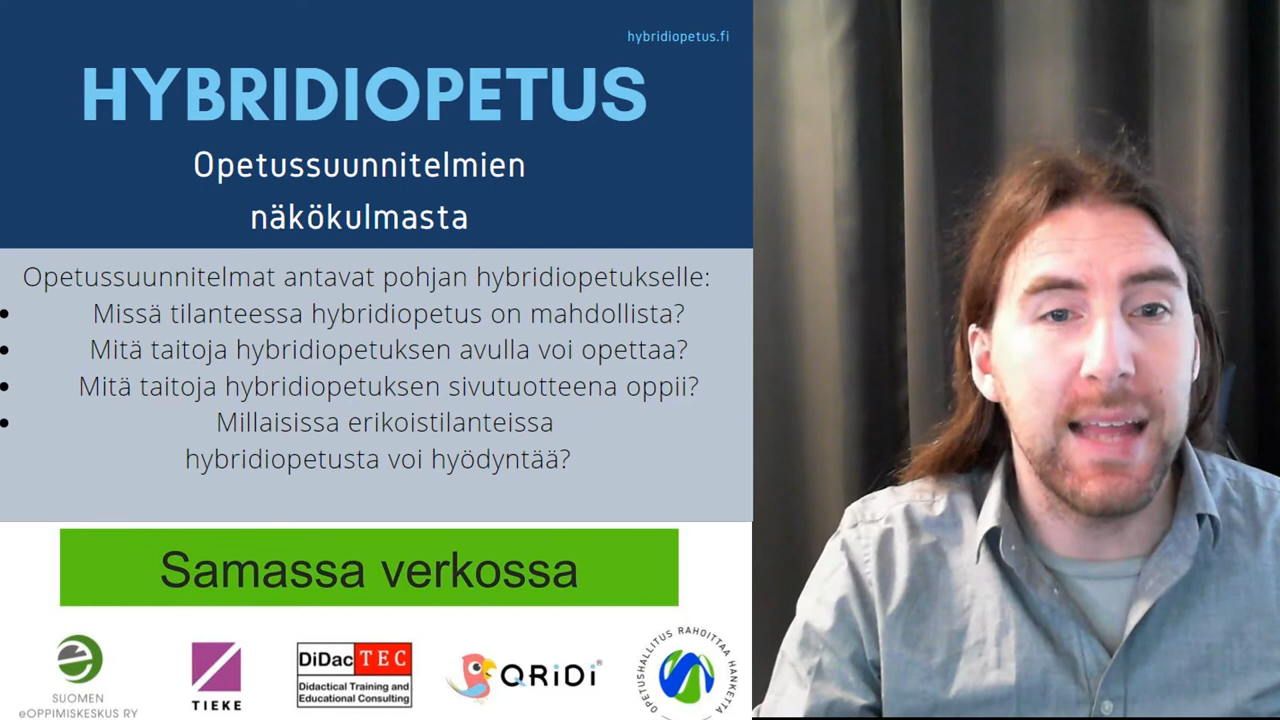 hybridiopetus.fi
HYBRIDIOPETUS
Opetussuunnitelmien
näkökulmasta
Opetussuunnitelmat antavat pohjan hybridiopetukselle:
Missä tilanteessa hybridiopetus on mahdollista?
Mitä taitoja hybridiopetuksen avulla voi opettaa?
Mitä taitoja hybridiopetuksen sivutuotteena oppii?
Millaisissa erikoistilanteissa
hybridiopetusta voi hyödyntää?
Samassa verkossa
SUOMEN
eOPPIMISKESKUS RY
TIEKE
DiDacTEC
Didactical Training and
Educational Consulting
QRiDi®
OPETUSHALLITUS RAHOITTAA HANKETTA